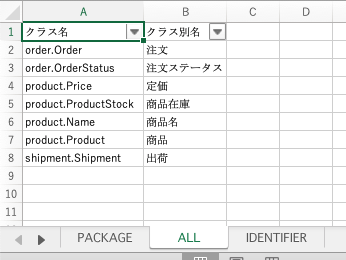 A B C D
1 クラス名 クラス別名
2 order.Order 注文
3 order.OrderStatus 注文ステータス
4 product.Price 定価
5 product.ProductStock 商品在庫
6 product.Name 商品名
7 product.Product 商品
8 shipment.Shipment 出荷
9
10
11
PACKAGE ALL IDENTIFIER